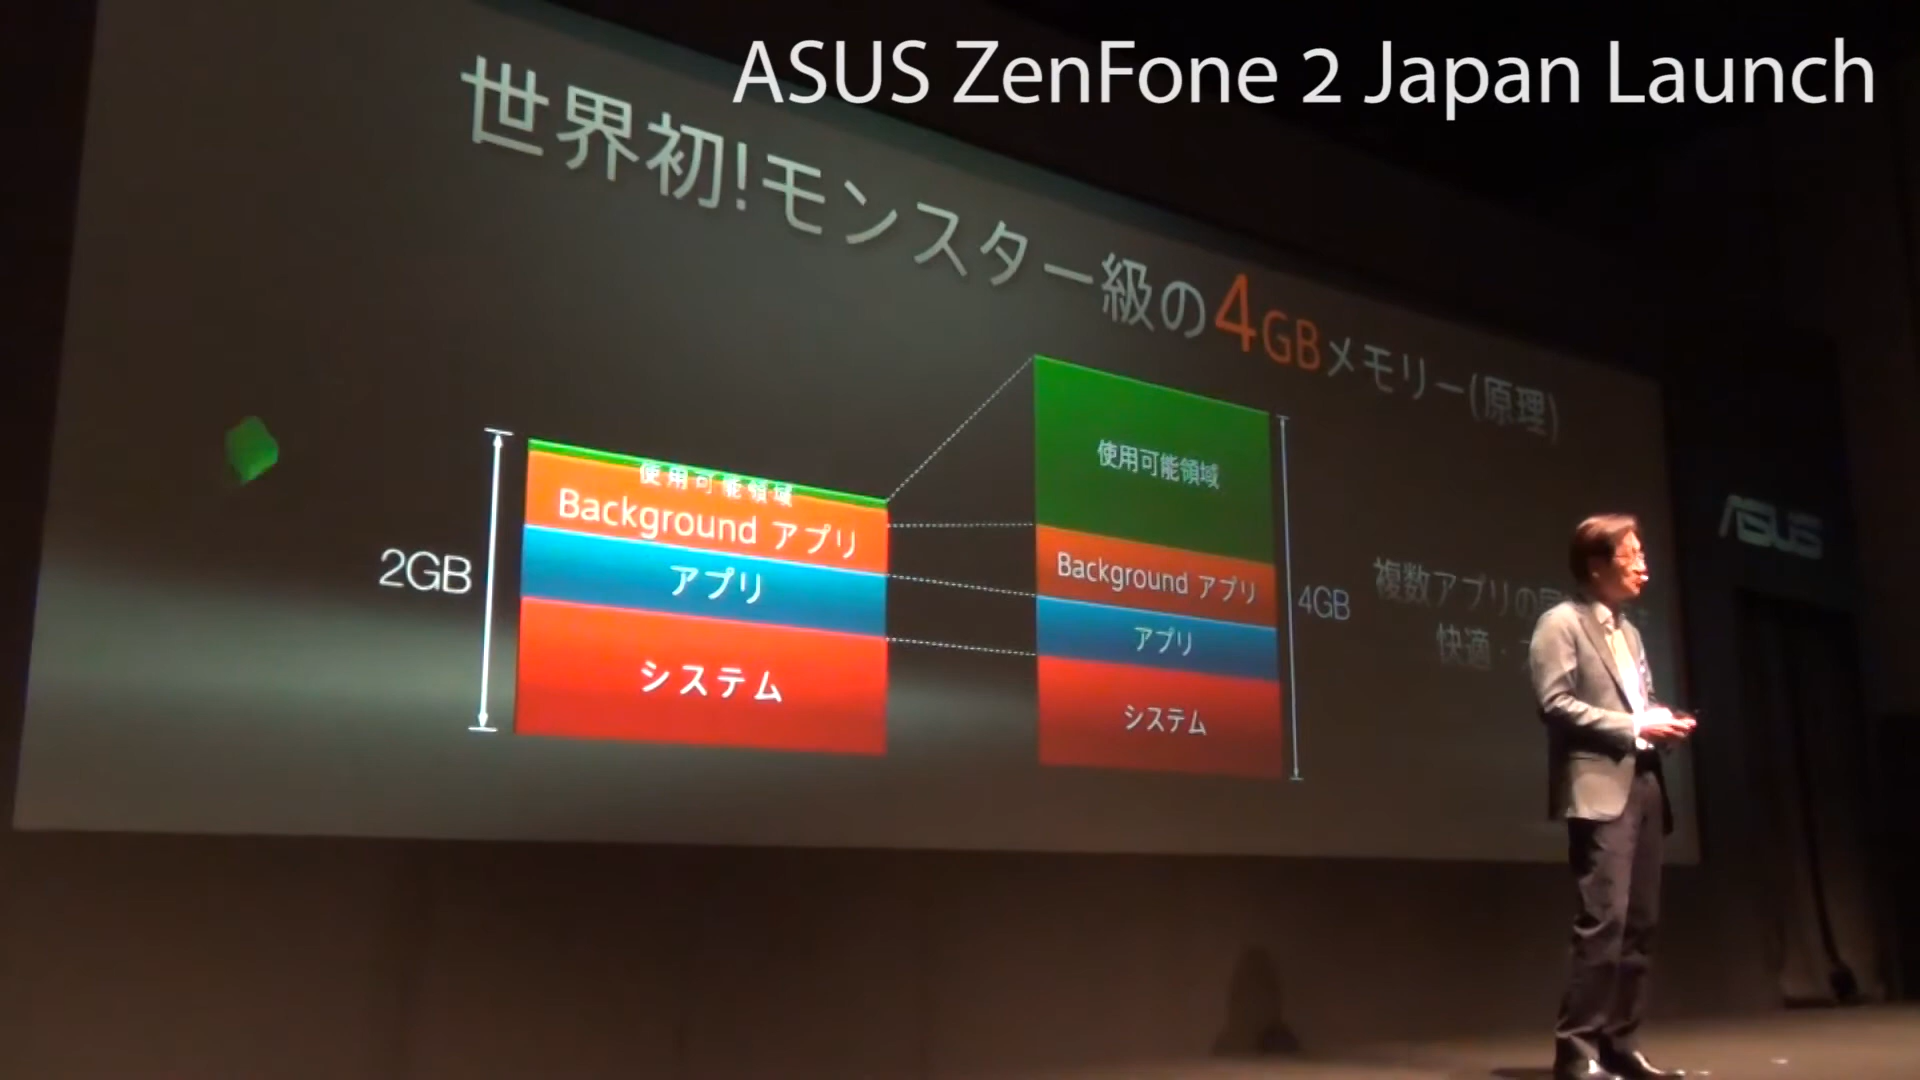 ASUS ZenFone 2 Japan Launch
世界初!モンスター級の4GBメモリー(原理)
2GB
使用可能領域
Background アプリ
アプリ
システム
使用可能領域
Background アプリ
アプリ
システム
4GB
複数アプリの
快適・
ASUS